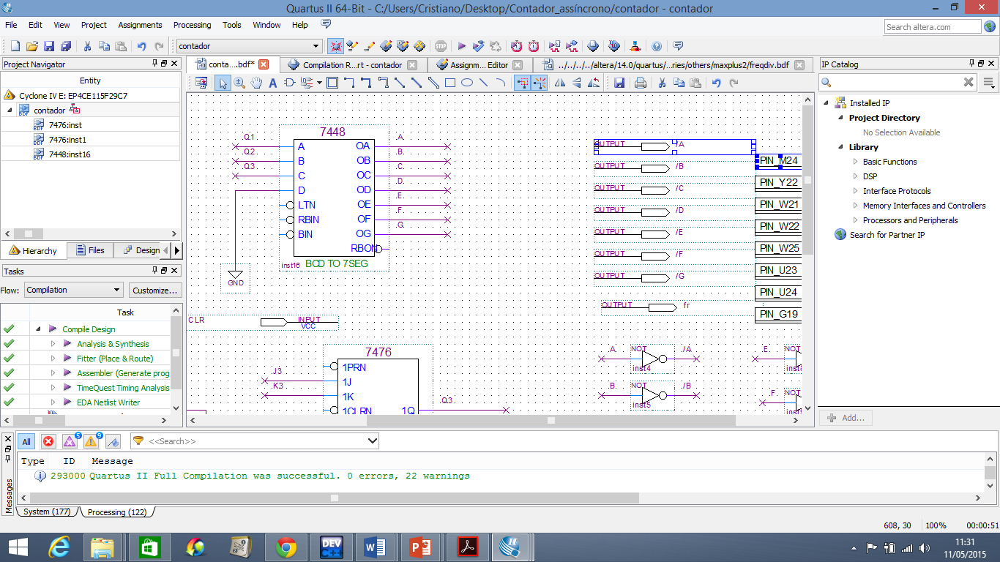 Quartus II 64-Bit - C:/Users/Cristiano/Desktop/Contador_assíncrono/contador - contador
File Edit View Project Assignments Processing Tools Window Help
Search altera.com
contador
Project Navigator
Entity
Cyclone IV E: EP4CE115F29C7
contador
7476:inst
7476:inst1
7448:inst16
Hierarchy Files Design
Tasks
Flow: Compilation Customize...
Task
Compile Design
Analysis & Synthesis
Fitter (Place & Route)
Assembler (Generate prog
TimeQuest Timing Analysis
EDA Netlist Writer
conta....bdf* Compilation R...rt - contador Assignm... Editor ../../../../altera/14.0/quartus/...ries/others/maxplus2/freqdiv.bdf
7448
Q1 A OA A.
Q2 B OB B.
Q3 C OC C.
D OD D.
LTN OE E.
RBIN OF F.
BIN OG G.
RBON
inst16 BCD TO 7SEG
GND
CLR INPUT
VCC
7476
1PRN
J3 1J
K3 1K
1CLRN 1Q Q3
OUTPUT /A
OUTPUT /B
OUTPUT /C
OUTPUT /D
OUTPUT /E
OUTPUT /F
OUTPUT /G
OUTPUT fr
PIN_M24
PIN_Y22
PIN_W21
PIN_W22
PIN_W25
PIN_U23
PIN_U24
PIN_G19
A. NOT /A E. NOT
inst4
B. NOT /B F. NOT
inst5
IP Catalog
Installed IP
Project Directory
No Selection Available
Library
Basic Functions
DSP
Interface Protocols
Memory Interfaces and Controllers
Processors and Peripherals
Search for Partner IP
Add...
Messages
All 5 9 <<Search>>
Type ID Message
293000 Quartus II Full Compilation was successful. 0 errors, 22 warnings
System (177) Processing (122)
608, 30 100% 00:00:51
DEV C++
11:31
11/05/2015